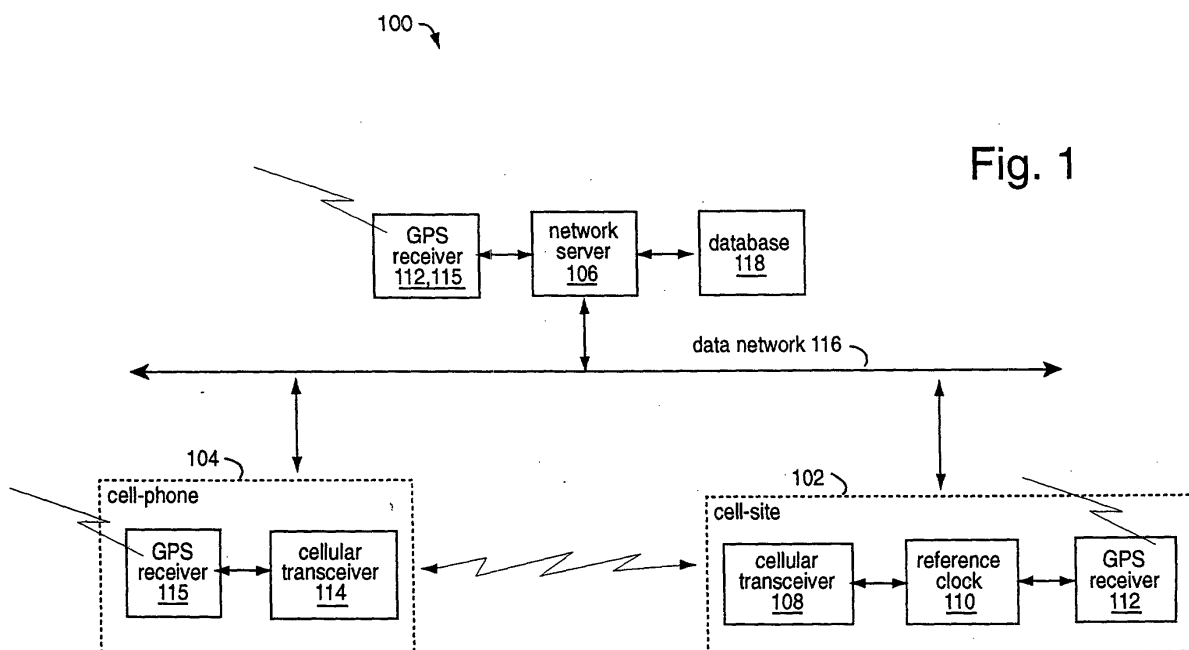 100
Fig. 1
GPS
receiver
112,115
network
server
106
database
118
data network 116
104
cell-phone
GPS
receiver
115
cellular
transceiver
114
102
cell-site
cellular
transceiver
108
reference
clock
110
GPS
receiver
112